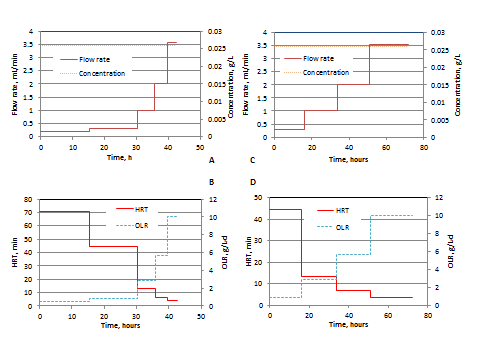 4
3.5
3
2.5
2
1.5
1
0.5
0
Flow rate, ml/min
Flow rate
Concentration
0.03
0.025
0.02
0.015
0.01
0.005
0
Concentration, g/L
0 10 20 30 40 50
Time, h
A
4
3.5
3
2.5
2
1.5
1
0.5
0
Flow rate, ml/min
Flow rate
Concentration
0.03
0.025
0.02
0.015
0.01
0.005
0
Concentration, g/L
0 20 40 60 80
Time, hours
C
B
80
70
60
50
40
30
20
10
0
HRT, min
HRT
OLR
12
10
8
6
4
2
0
OLR, g/Ld
0 10 20 30 40 50
Time, hours
D
50
40
30
20
10
0
HRT, min
HRT
OLR
12
10
8
6
4
2
0
OLR, g/Ld
0 20 40 60 80
Time, hours